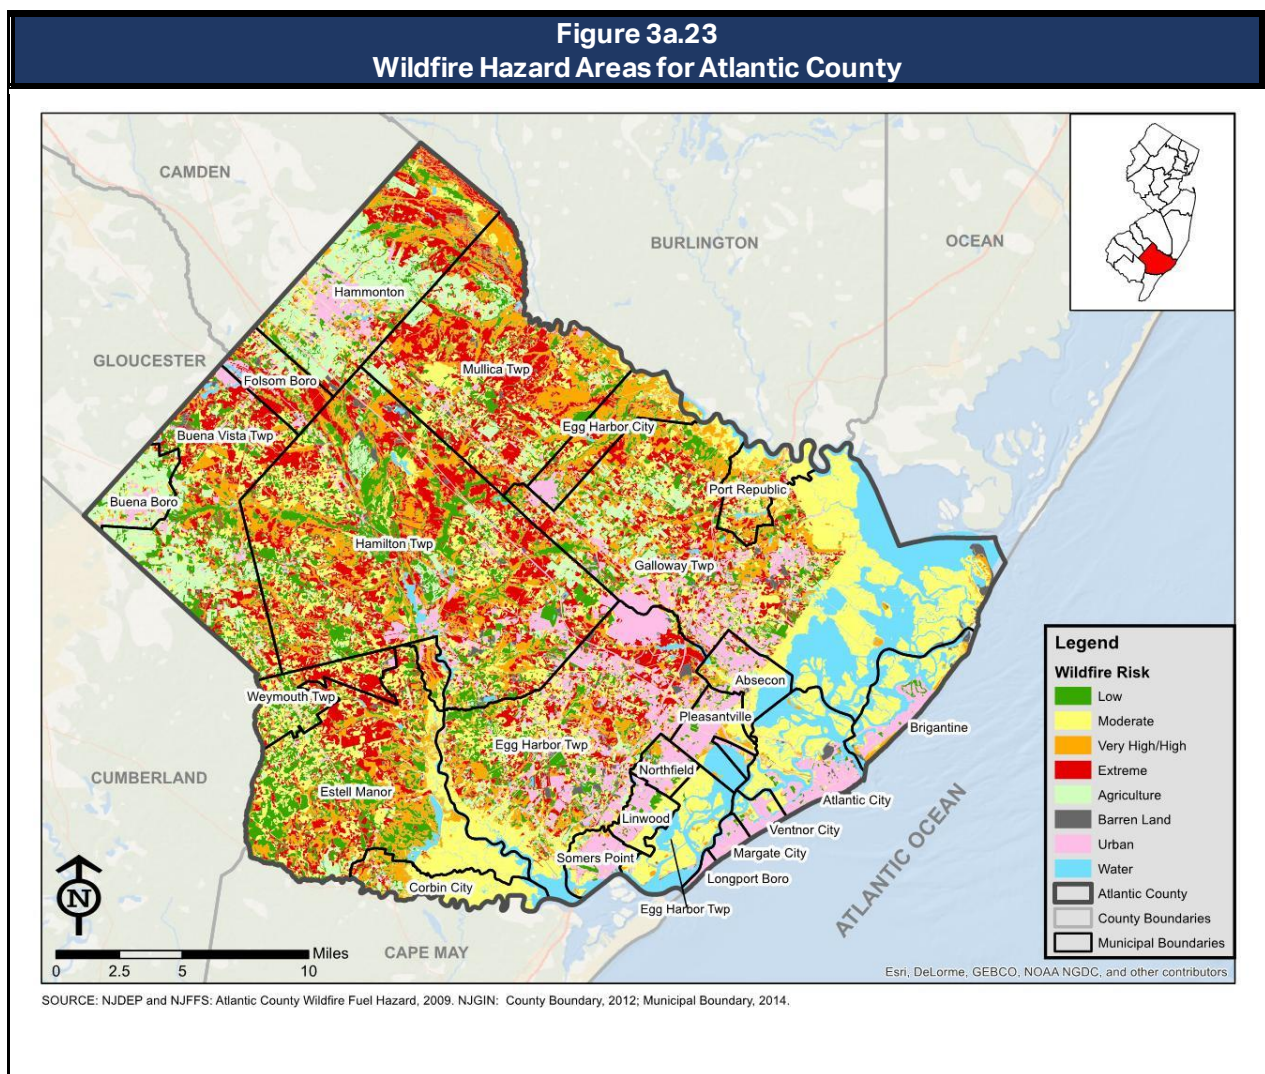 Figure 3a.23
Wildfire Hazard Areas for Atlantic County
CAMDEN
BURLINGTON
OCEAN
Hammonton
GLOUCESTER
Mullica Twp
Folsom Boro
Egg Harbor City
Buena Vista Twp
Port Republic
Buena Boro
Hamilton Twp
Galloway Twp
Absecon
Weymouth Twp
Pleasantville
Brigantine
Egg Harbor Twp
Northfield
CUMBERLAND
Estell Manor
Atlantic City
Linwood
Ventnor City
Margate City
Somers Point
Longport Boro
Corbin City
Egg Harbor Twp
ATLANTIC OCEAN
CAPE MAY
N
Miles
0 2.5 5 10
Legend
Wildfire Risk
Low
Moderate
Very High/High
Extreme
Agriculture
Barren Land
Urban
Water
Atlantic County
County Boundaries
Municipal Boundaries
Esri, DeLorme, GEBCO, NOAA NGDC, and other contributors
SOURCE: NJDEP and NJFFS: Atlantic County Wildfire Fuel Hazard, 2009. NJGIN: County Boundary, 2012; Municipal Boundary, 2014.